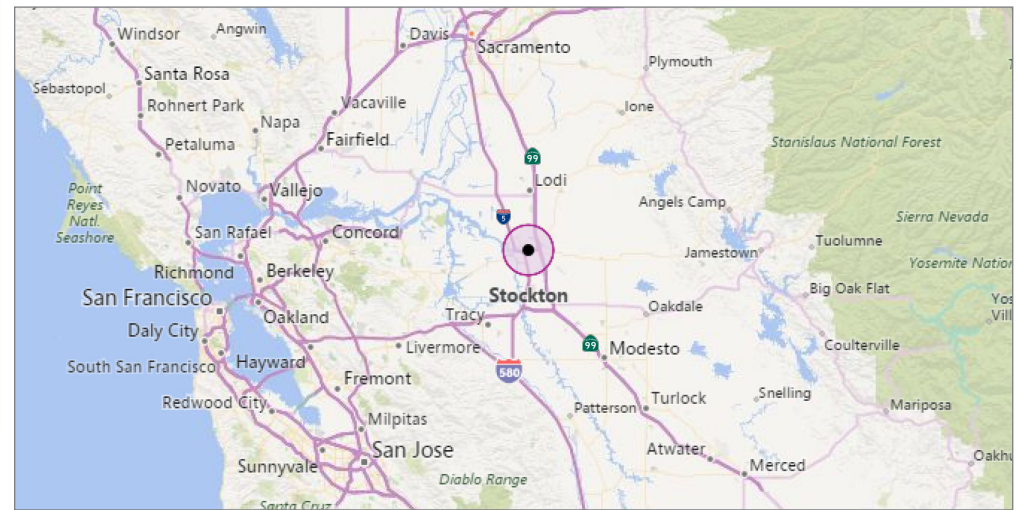 Windsor
Angwin
Davis
Sacramento
Santa Rosa
Plymouth
Sebastopol
Rohnert Park
Vacaville
Ione
Napa
Petaluma
Fairfield
Stanislaus National Forest
99
Lodi
Point
Reyes
Natl.
Seashore
Novato
Vallejo
Angels Camp
5
Sierra Nevada
San Rafael
Concord
Tuolumne
Jamestown
Richmond
Berkeley
Yosemite Nation
Big Oak Flat
San Francisco
Stockton
Oakdale
Yos
Vill
Oakland
Tracy
Daly City
99
Modesto
Livermore
Coulterville
South San Francisco
Hayward
580
Fremont
Redwood City
Patterson
Turlock
Snelling
Mariposa
Milpitas
San Jose
Atwater
Merced
Sunnyvale
Diablo Range
Oakhu
Santa Cruz